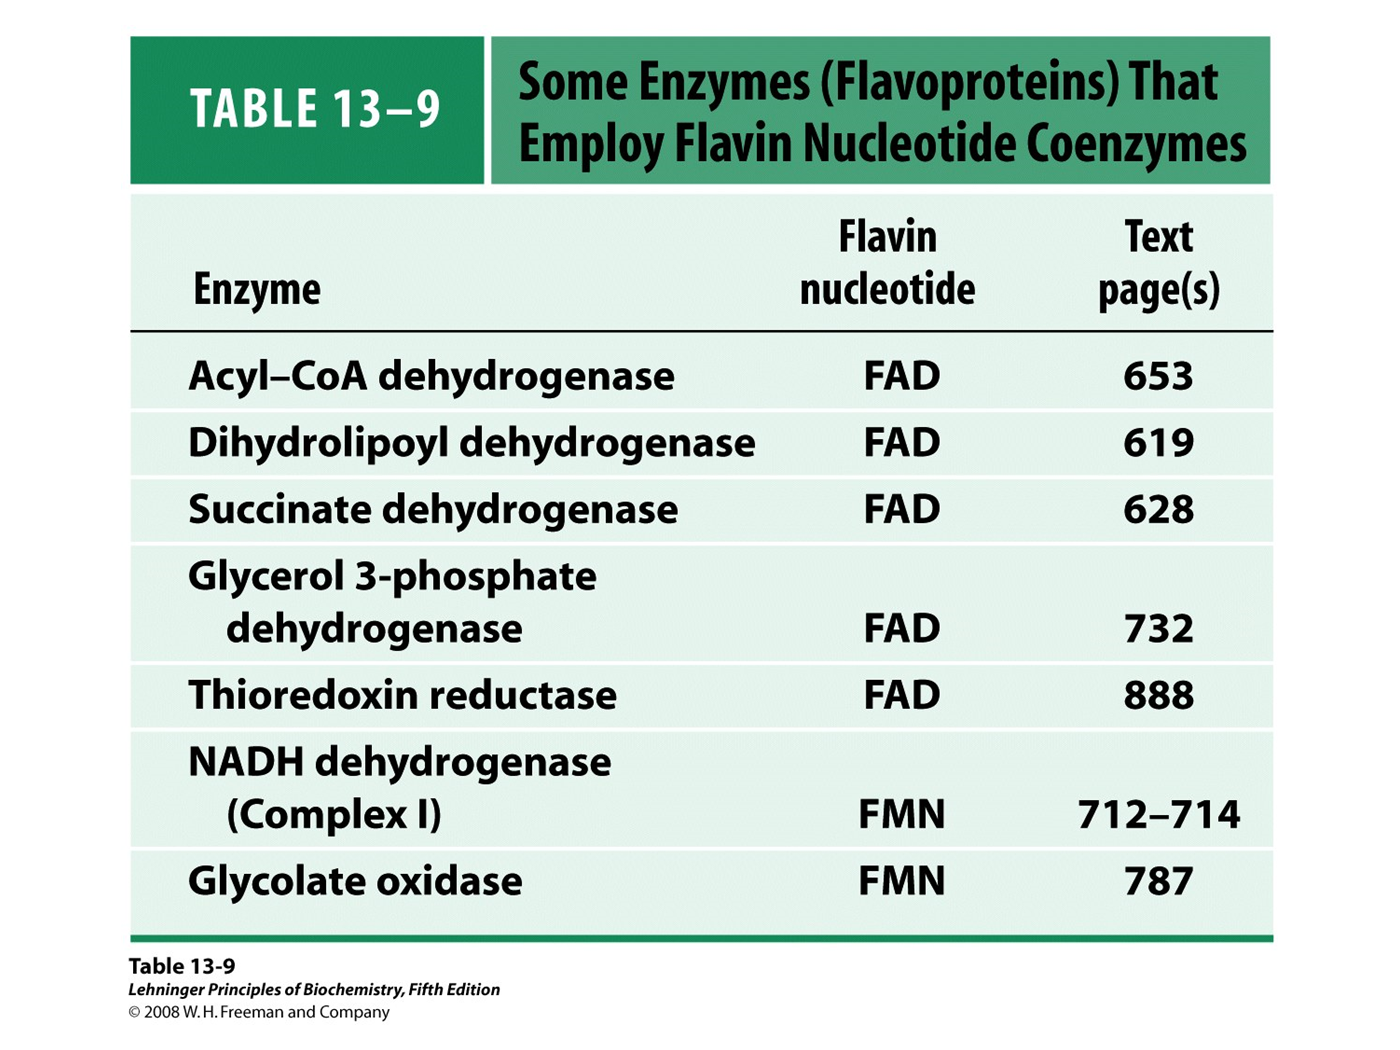 TABLE 13–9
Some Enzymes (Flavoproteins) That
Employ Flavin Nucleotide Coenzymes
Enzyme
Flavin
nucleotide
Text
page(s)
Acyl–CoA dehydrogenase FAD 653
Dihydrolipoyl dehydrogenase FAD 619
Succinate dehydrogenase FAD 628
Glycerol 3-phosphate
dehydrogenase FAD 732
Thioredoxin reductase FAD 888
NADH dehydrogenase
(Complex I) FMN 712–714
Glycolate oxidase FMN 787
Table 13-9
Lehninger Principles of Biochemistry, Fifth Edition
© 2008 W. H. Freeman and Company